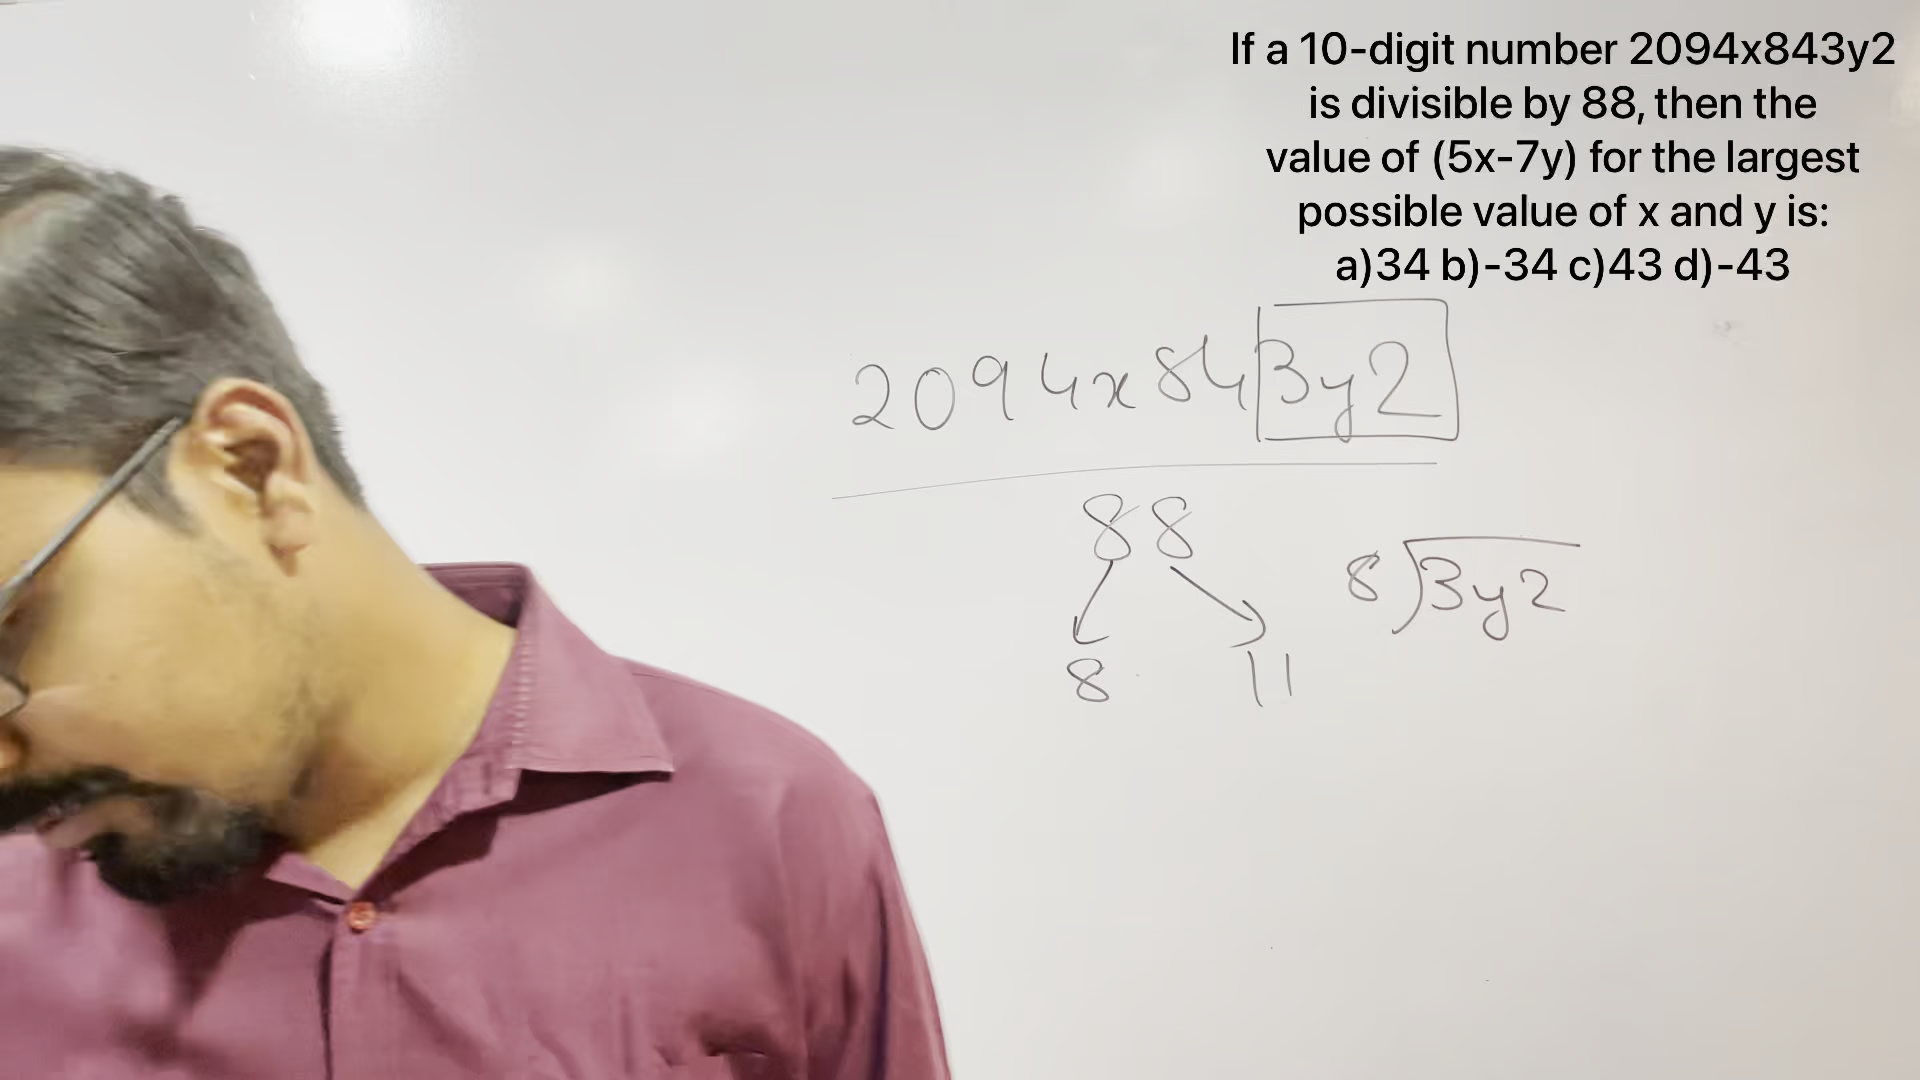 If a 10-digit number 2094x843y2
is divisible by 88, then the
value of (5x-7y) for the largest
possible value of x and y is:
a)34 b)-34 c)43 d)-43
2094x843y2
88
8 11
8)3y2